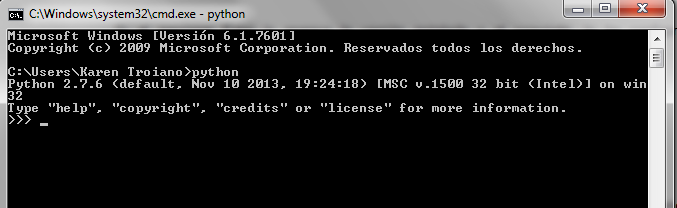 C:\Windows\system32\cmd.exe - python
Microsoft Windows [Versión 6.1.7601]
Copyright (c) 2009 Microsoft Corporation. Reservados todos los derechos.
C:\Users\Karen Troiano>python
Python 2.7.6 (default, Nov 10 2013, 19:24:18) [MSC v.1500 32 bit (Intel)] on win
32
Type "help", "copyright", "credits" or "license" for more information.
>>> _